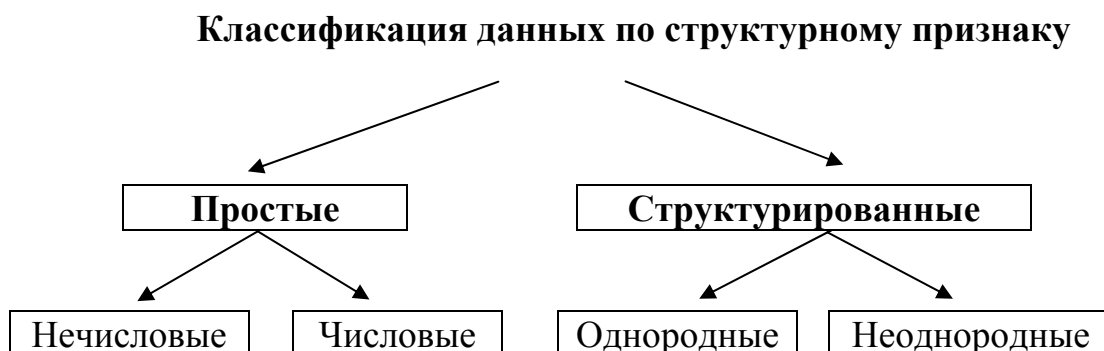 Классификация данных по структурному признаку
Простые Структурированные
Нечисловые Числовые Однородные Неоднородные